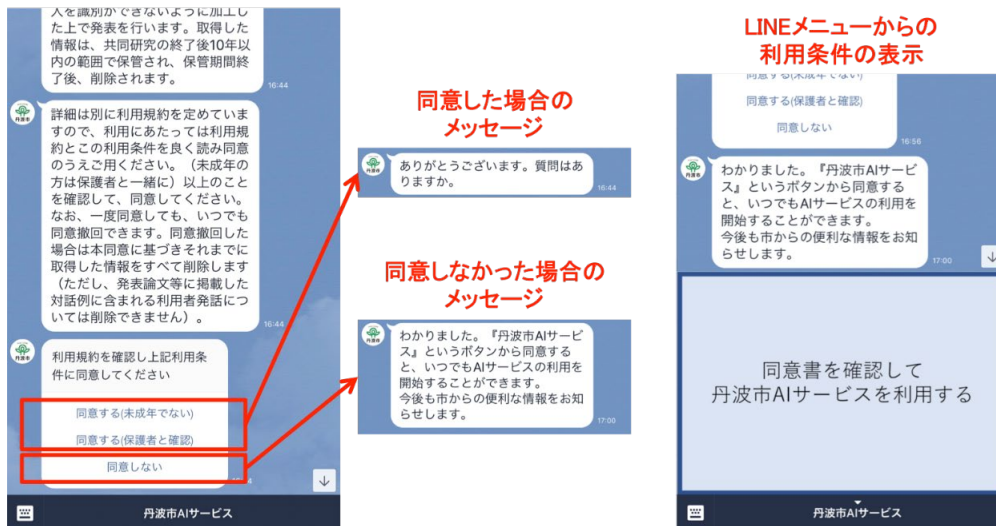 人を識別ができないように加工し
た上で発表を行います。取得した
情報は、共同研究の終了後10年以
内の範囲で保管され、保管期間終
了後、削除されます。
16:44
丹波市
詳細は別に利用規約を定めていま
すので、利用にあたっては利用規
約とこの利用条件を良く読み同意
のうえご用ください。（未成年の
方は保護者と一緒に）以上のこと
を確認して、同意してください。
なお、一度同意しても、いつでも
同意撤回できます。同意撤回した
場合は本同意に基づきそれまでに
取得した情報をすべて削除します
（ただし、発表論文等に掲載した
対話例に含まれる利用者発話につ
いては削除できません）。
16:44
丹波市
利用規約を確認し上記利用条
件に同意してください
同意する(未成年でない)
同意する(保護者と確認)
同意しない
丹波市AIサービス
同意した場合の
メッセージ
丹波市
ありがとうございます。質問はあ
りますか。
16:44
同意しなかった場合の
メッセージ
丹波市
わかりました。『丹波市AIサービ
ス』というボタンから同意する
と、いつでもAIサービスの利用を
開始することができます。
今後も市からの便利な情報をお知
らせします。
17:00
LINEメニューからの
利用条件の表示
同意する(未成年でない)
同意する(保護者と確認)
同意しない
16:56
丹波市
わかりました。『丹波市AIサービ
ス』というボタンから同意する
と、いつでもAIサービスの利用を
開始することができます。
今後も市からの便利な情報をお知
らせします。
17:00
同意書を確認して
丹波市AIサービスを利用する
丹波市AIサービス